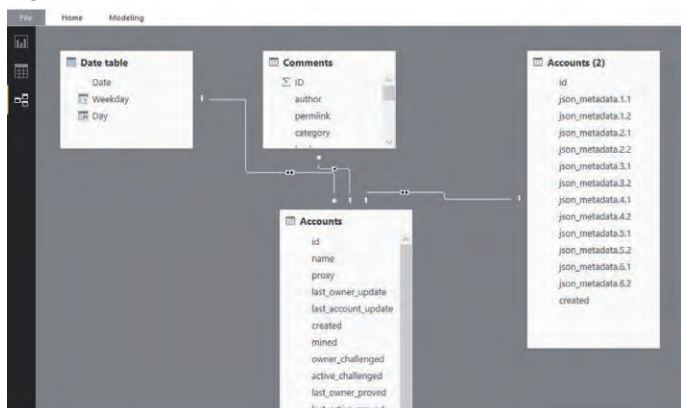 File Home Modeling
Date table
Date
Weekday
Day
Comments
Σ ID
author
permlink
category
Accounts (2)
id
json_metadata.1.1
json_metadata.1.2
json_metadata.2.1
json_metadata.2.2
json_metadata.3.1
json_metadata.3.2
json_metadata.4.1
json_metadata.4.2
json_metadata.5.1
json_metadata.5.2
json_metadata.6.1
json_metadata.6.2
created
1
*
* 1 1
1
Accounts
id
name
proxy
last_owner_update
last_account_update
created
mined
owner_challenged
active_challenged
last_owner_proved